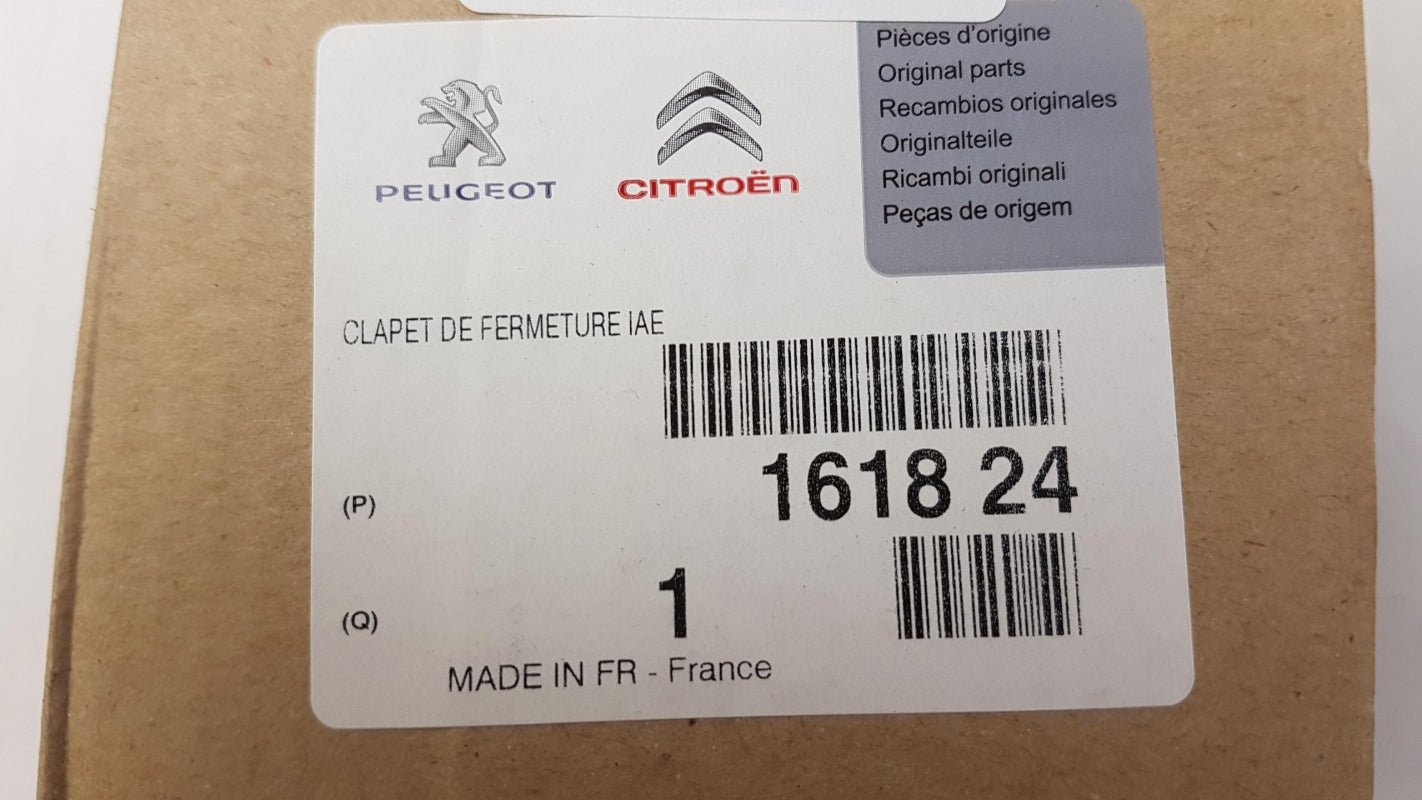 PEUGEOT
CITROËN
Pièces d'origine
Original parts
Recambios originales
Originalteile
Ricambi originali
Peças de origem
CLAPET DE FERMETURE IAE
(P) 1618 24
(Q) 1
MADE IN FR - France